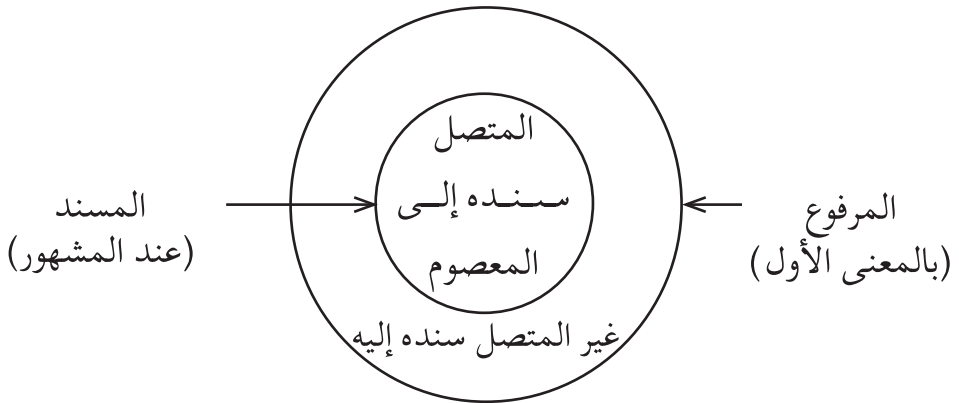 المتصل
سنده إلى
المعصوم
غير المتصل سنده إليه
المرفوع
(بالمعنى الأول)
المسند
(عند المشهور)